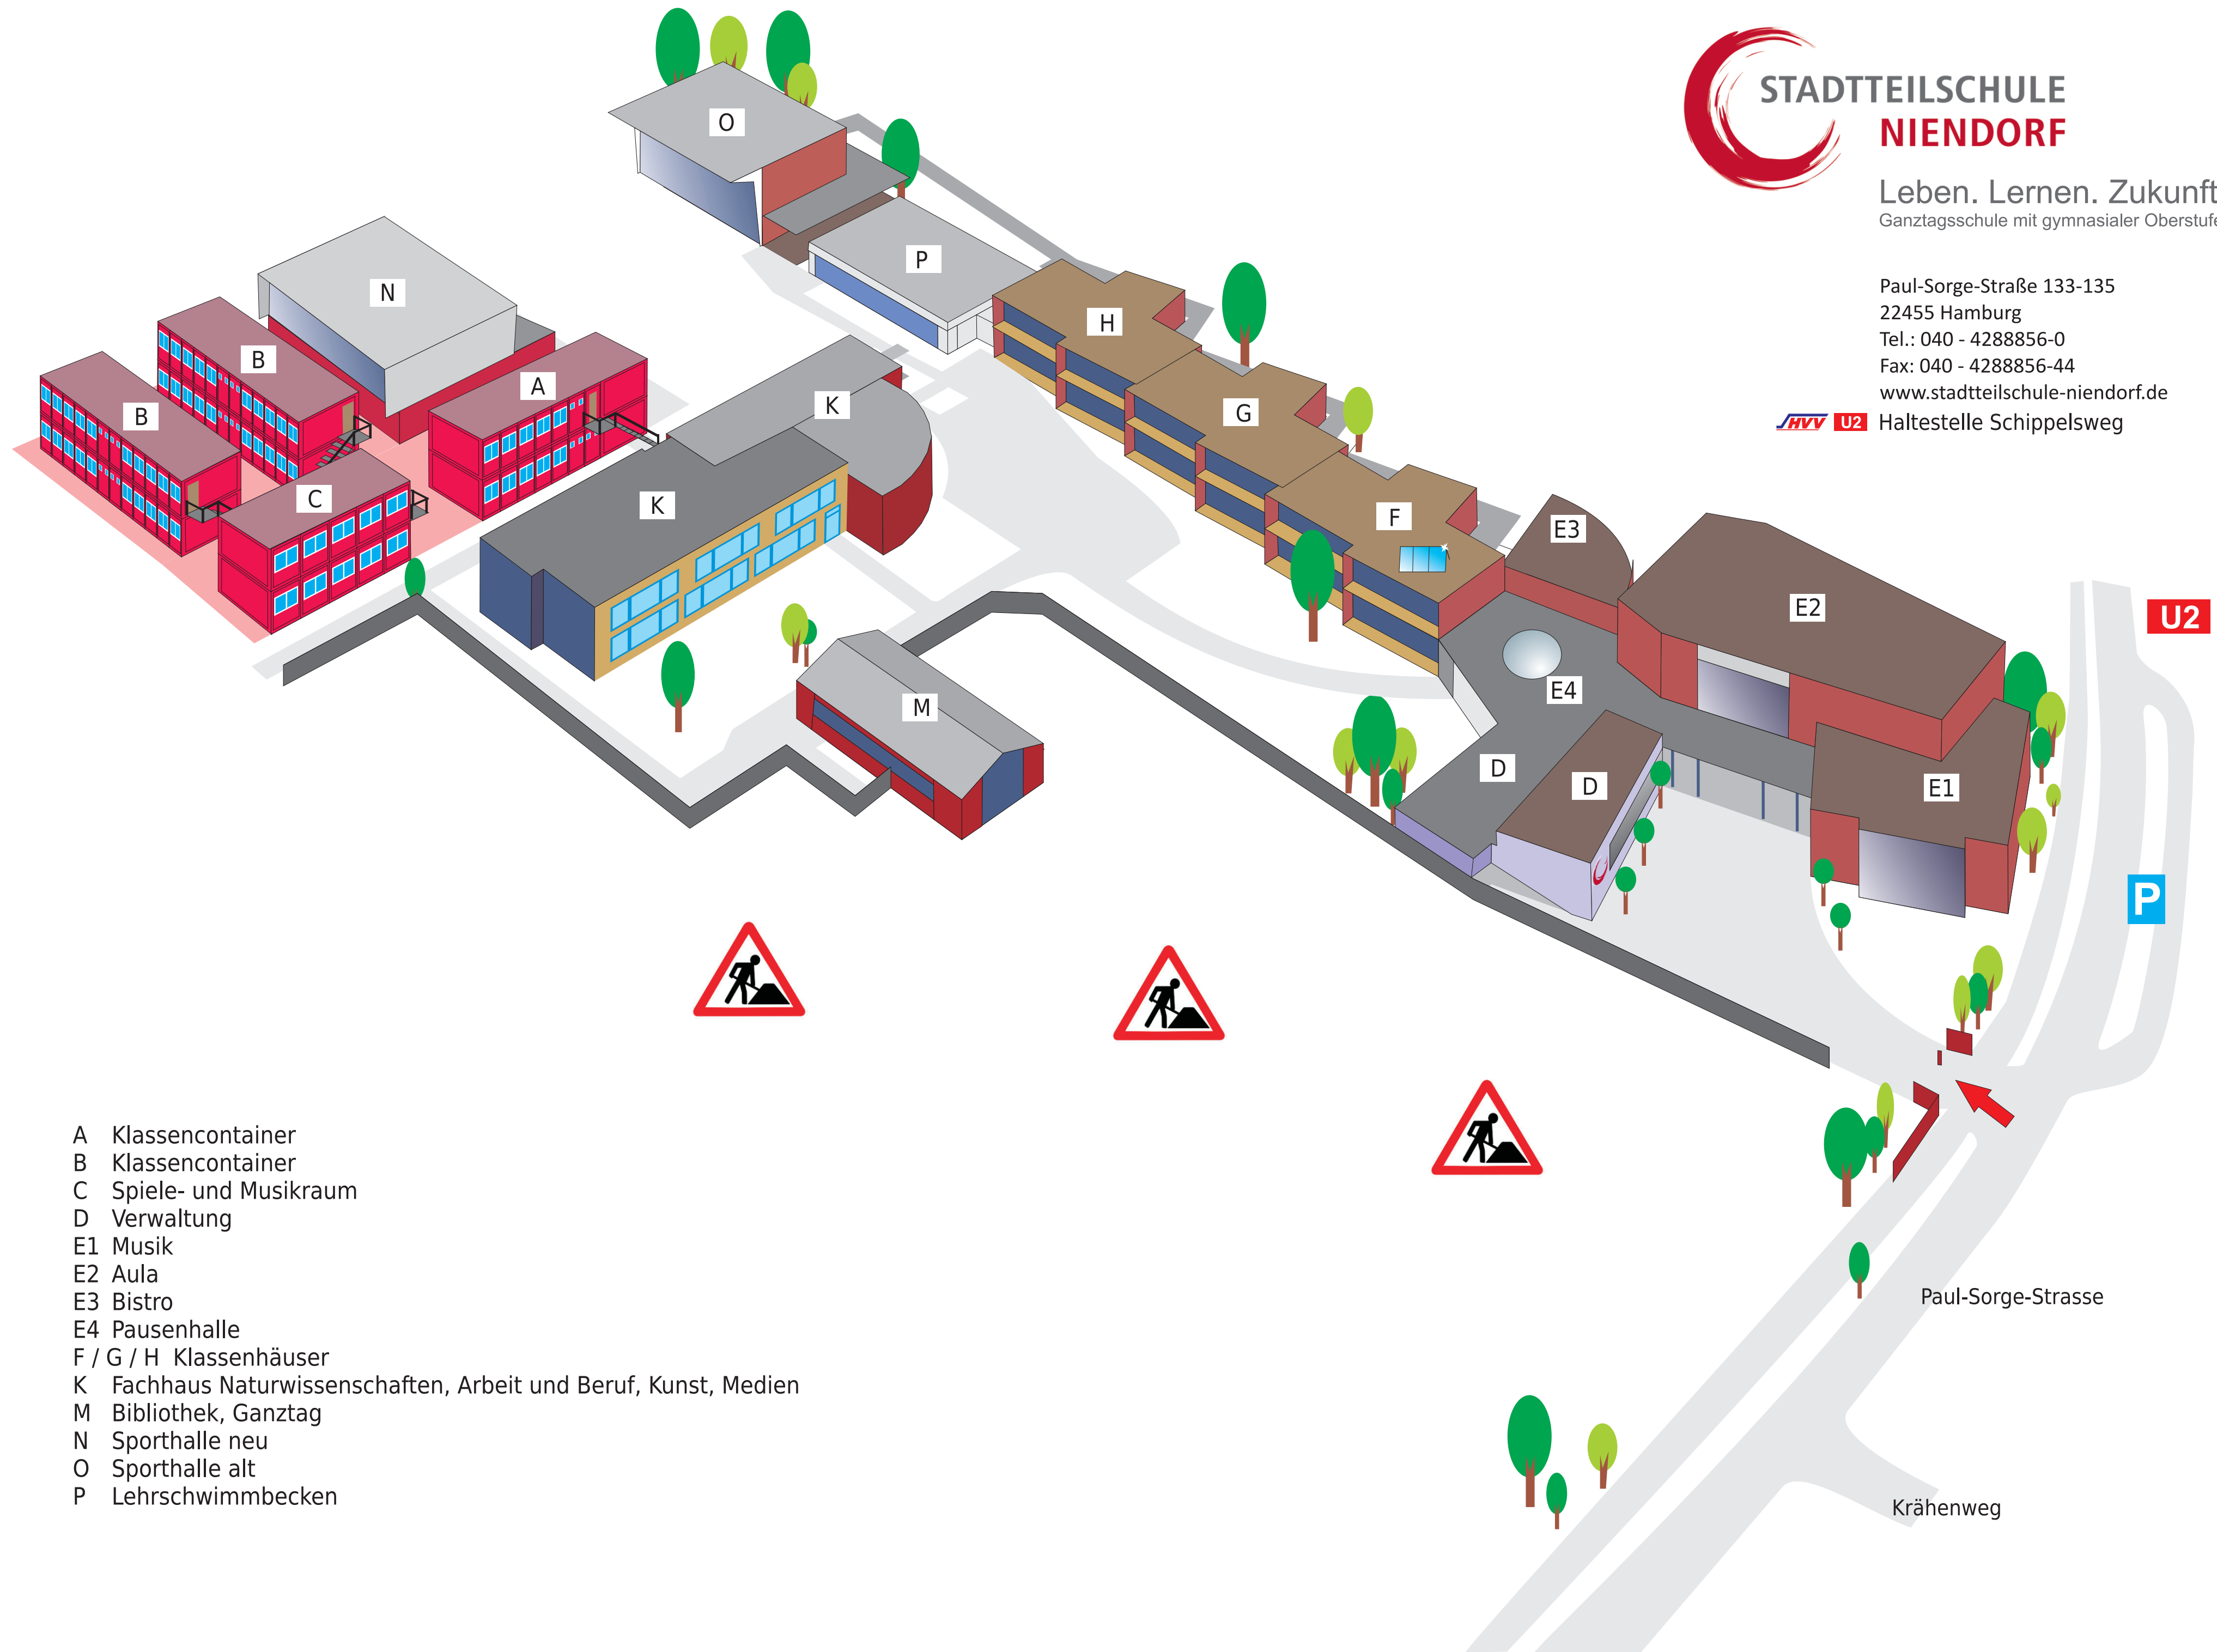 STADTTEILSCHULE
NIENDORF
Leben. Lernen. Zukunft
Ganztagsschule mit gymnasialer Oberstufe
Paul-Sorge-Straße 133-135
22455 Hamburg
Tel.: 040 - 4288856-0
Fax: 040 - 4288856-44
www.stadtteilschule-niendorf.de
HVV U2 Haltestelle Schippelsweg
O
P
N
H
B
A
K
B
G
C
K
F
E3
E2
U2
E4
M
D
D
E1
P
A Klassencontainer
B Klassencontainer
C Spiele- und Musikraum
D Verwaltung
E1 Musik
E2 Aula
E3 Bistro
E4 Pausenhalle
F / G / H Klassenhäuser
K Fachhaus Naturwissenschaften, Arbeit und Beruf, Kunst, Medien
M Bibliothek, Ganztag
N Sporthalle neu
O Sporthalle alt
P Lehrschwimmbecken
Paul-Sorge-Strasse
Krähenweg